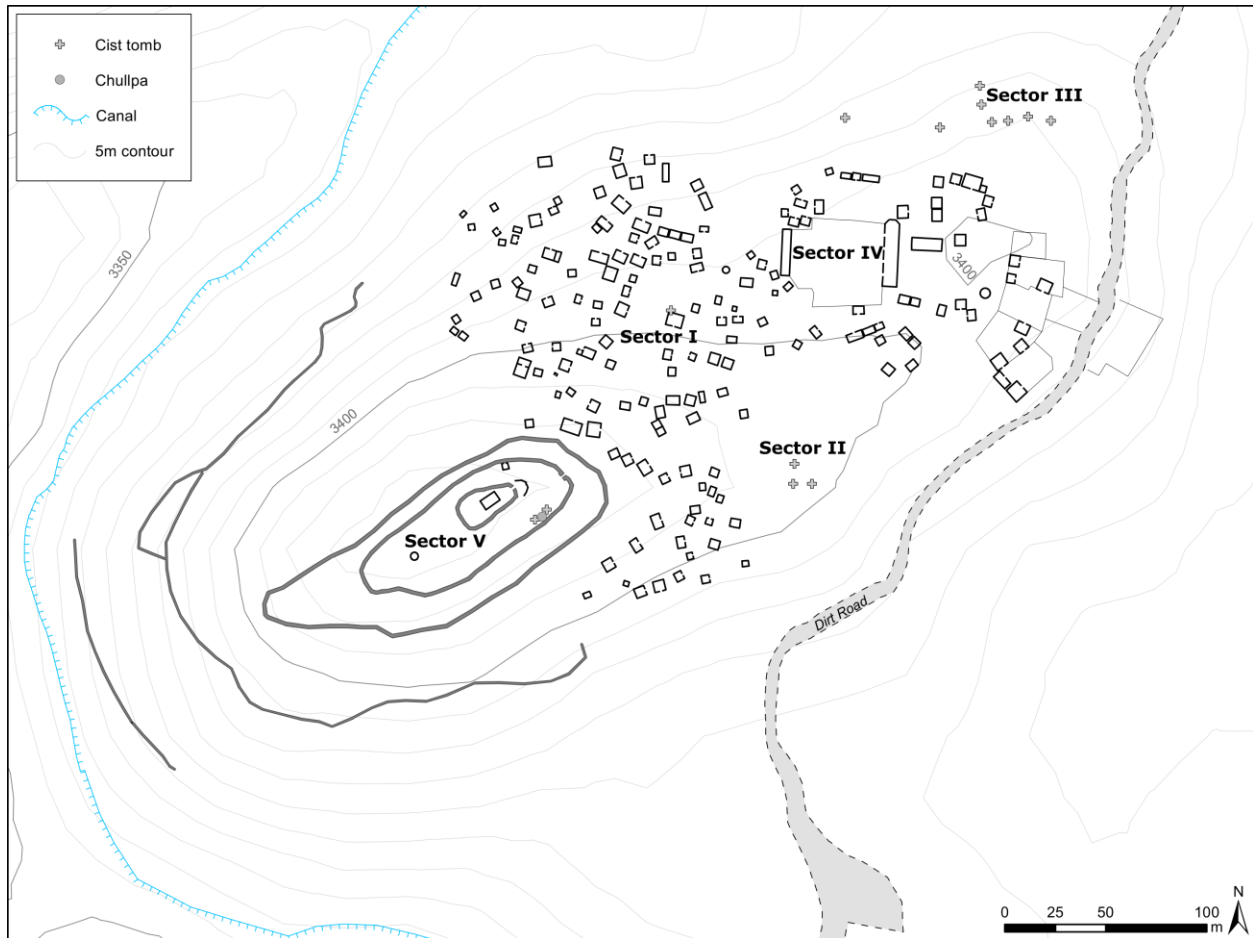 Cist tomb
Chullpa
Canal
5m contour
Sector III
3350
Sector IV
3400
Sector I
3400
Sector II
Sector V
Dirt Road
N
0 25 50 100
m